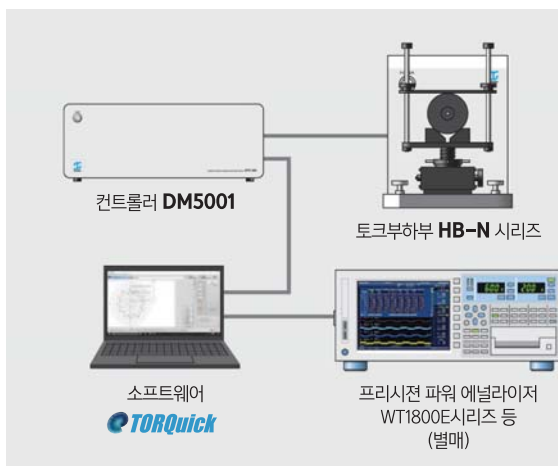 컨트롤러 DM5001
토크부하부 HB-N 시리즈
소프트웨어
TORQuick
프리시젼 파워 에널라이저
WT1800E시리즈 등
(별매)